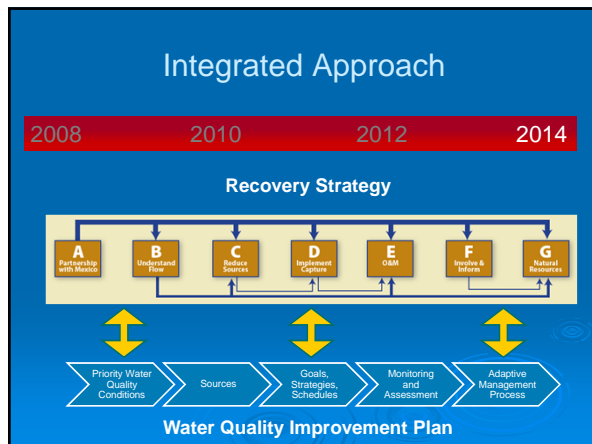 Integrated Approach
2008 2010 2012 2014
Recovery Strategy
A
Partnership
with Mexico
B
Understand
Flow
C
Reduce
Sources
D
Implement
Capture
E
O&M
F
Involve &
Inform
G
Natural
Resources
Priority Water
Quality
Conditions
Sources
Goals,
Strategies,
Schedules
Monitoring
and
Assessment
Adaptive
Management
Process
Water Quality Improvement Plan